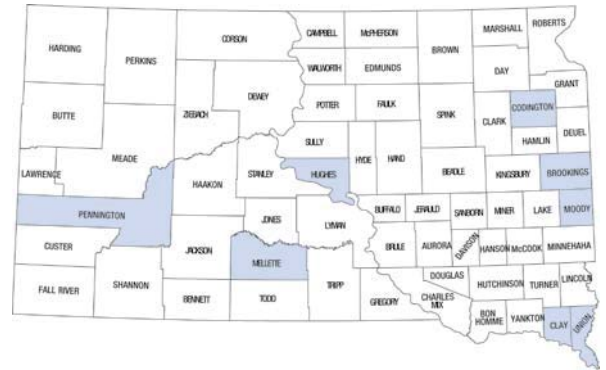 HARDING
PERKINS
CORSON
CAMPBELL
McPHERSON
BROWN
MARSHALL
ROBERTS
WALWORTH
EDMUNDS
DAY
GRANT
BUTTE
ZIEBACH
DEWEY
POTTER
FAULK
SPINK
CLARK
CODINGTON
HAMLIN
DEUEL
LAWRENCE
MEADE
HAAKON
STANLEY
SULLY
HUGHES
HYDE
HAND
BEADLE
KINGSBURY
BROOKINGS
PENNINGTON
JONES
LYMAN
BUFFALO
JERAULD
SANBORN
MINER
LAKE
MOODY
CUSTER
JACKSON
MELLETTE
BRULE
AURORA
DAVISON
HANSON
McCOOK
MINNEHAHA
FALL RIVER
SHANNON
BENNETT
TODD
TRIPP
GREGORY
CHARLES
MIX
DOUGLAS
HUTCHINSON
TURNER
LINCOLN
BON
HOMME
YANKTON
CLAY
UNION